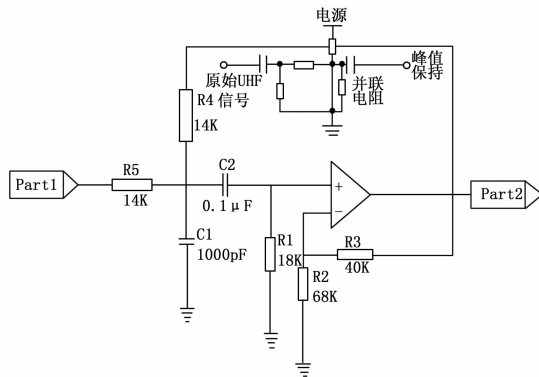 电源
原始UHF
信号
峰值
保持
并联
电阻
R4
14K
Part1
R5
14K
C2
0.1μF
C1
1000pF
R1
18K
R2
68K
R3
40K
Part2